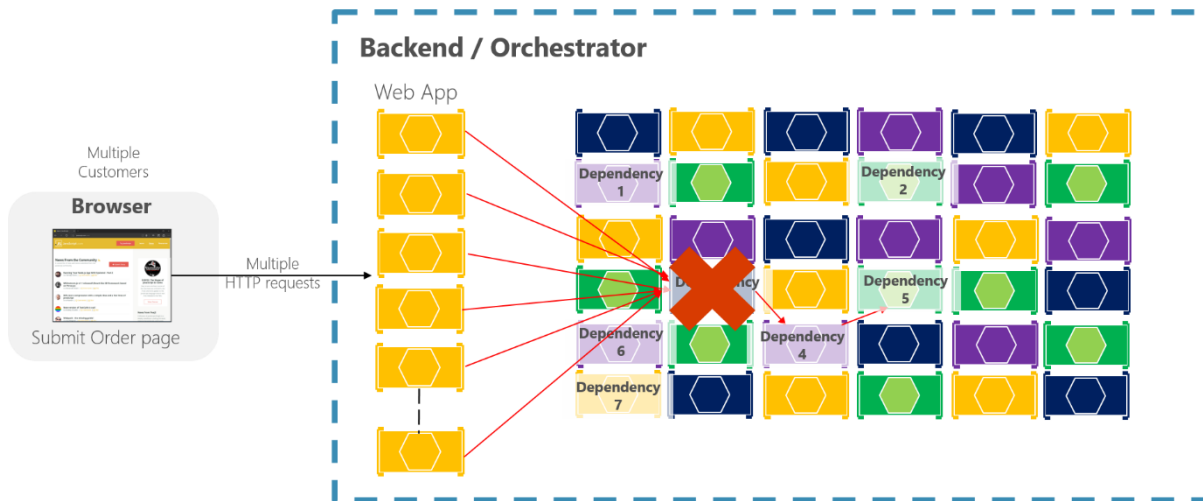 Backend / Orchestrator
Web App
Multiple
Customers
Browser
Submit Order page
Multiple
HTTP requests
Dependency
1
Dependency
2
Dependency
5
Dependency
6
Dependency
4
Dependency
7